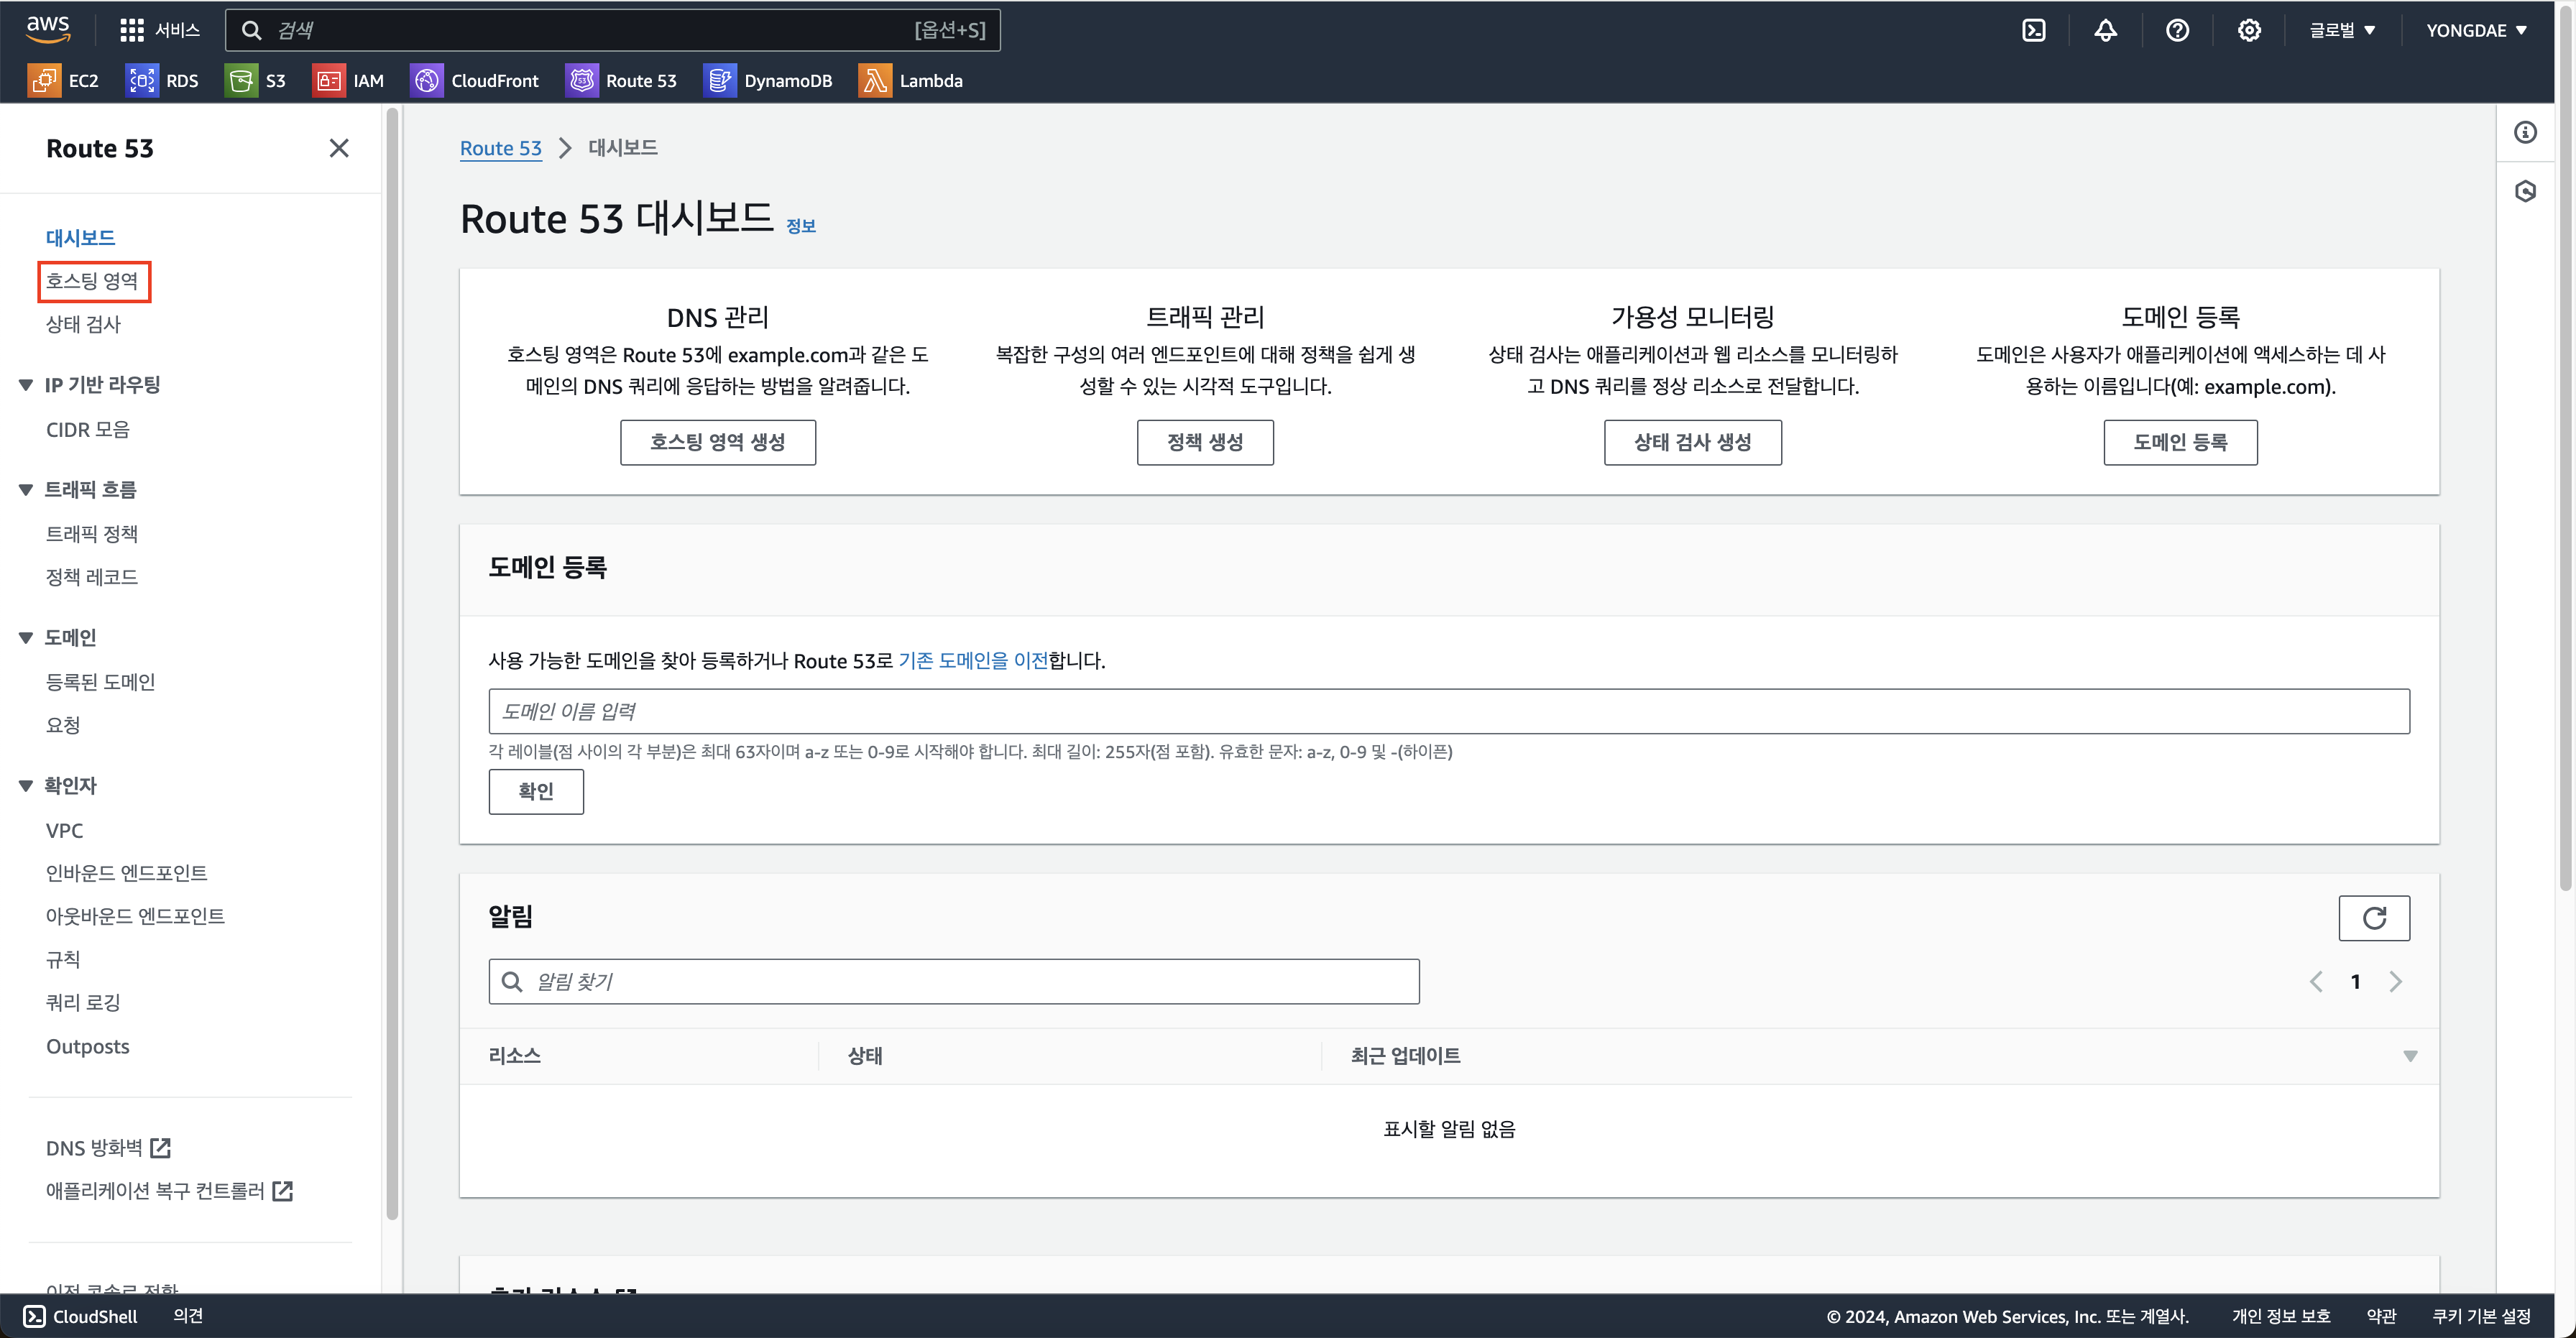 aws
서비스
검색
[옵션+S]
글로벌
YONGDAE
EC2
RDS
S3
IAM
CloudFront
Route 53
DynamoDB
Lambda
Route 53
대시보드
호스팅 영역
상태 검사
IP 기반 라우팅
CIDR 모음
트래픽 흐름
트래픽 정책
정책 레코드
도메인
등록된 도메인
요청
확인자
VPC
인바운드 엔드포인트
아웃바운드 엔드포인트
규칙
쿼리 로깅
Outposts
DNS 방화벽
애플리케이션 복구 컨트롤러
이전 콘솔로 전환
Route 53
대시보드
Route 53 대시보드 정보
DNS 관리
호스팅 영역은 Route 53에 example.com과 같은 도
메인의 DNS 쿼리에 응답하는 방법을 알려줍니다.
호스팅 영역 생성
트래픽 관리
복잡한 구성의 여러 엔드포인트에 대해 정책을 쉽게 생
성할 수 있는 시각적 도구입니다.
정책 생성
가용성 모니터링
상태 검사는 애플리케이션과 웹 리소스를 모니터링하
고 DNS 쿼리를 정상 리소스로 전달합니다.
상태 검사 생성
도메인 등록
도메인은 사용자가 애플리케이션에 액세스하는 데 사
용하는 이름입니다(예: example.com).
도메인 등록
도메인 등록
사용 가능한 도메인을 찾아 등록하거나 Route 53로 기존 도메인을 이전합니다.
도메인 이름 입력
각 레이블(점 사이의 각 부분)은 최대 63자이며 a-z 또는 0-9로 시작해야 합니다. 최대 길이: 255자(점 포함). 유효한 문자: a-z, 0-9 및 -(하이픈)
확인
알림
알림 찾기
1
리소스
상태
최근 업데이트
표시할 알림 없음
CloudShell
의견
© 2024, Amazon Web Services, Inc. 또는 계열사.
개인 정보 보호
약관
쿠키 기본 설정